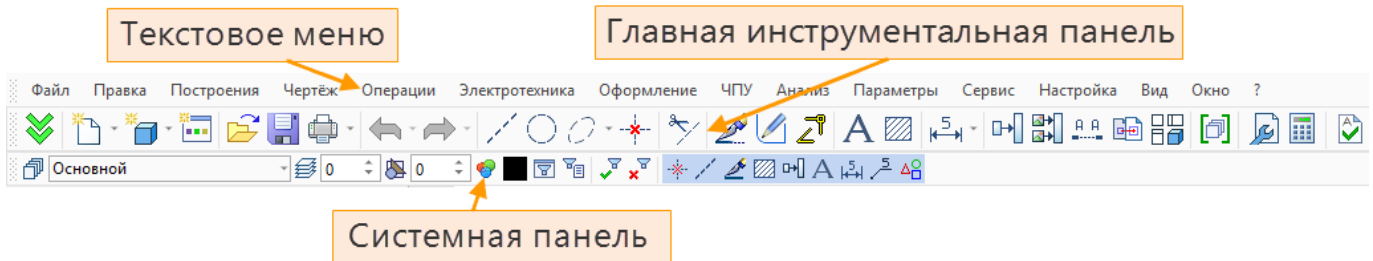 Текстовое меню
Главная инструментальная панель
Файл Правка Построения Чертёж Операции Электротехника Оформление ЧПУ Анализ Параметры Сервис Настройка Вид Окно ?
Основной 0 0
Системная панель